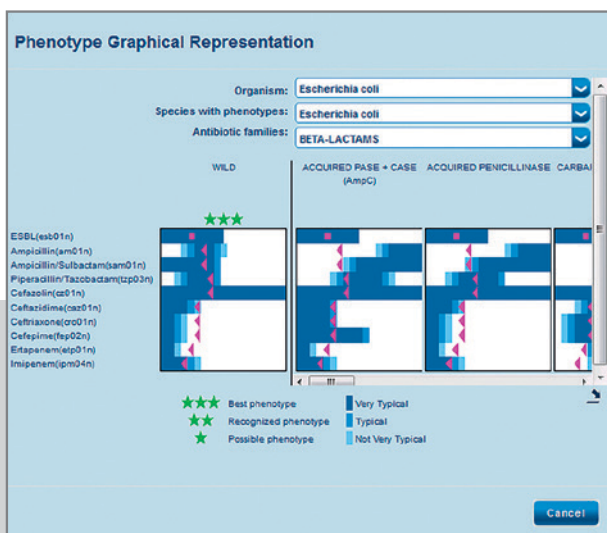 Phenotype Graphical Representation
Organism: Escherichia coli
Species with phenotypes: Escherichia coli
Antibiotic families: BETA-LACTAMS
WILD ACQUIRED PASE + CASE ACQUIRED PENICILLINASE CARBA
(AmpC)
ESBL(esb01n)
Ampicillin(am01n)
Ampicillin/Sulbactam(sam01n)
Piperacillin/Tazobactam(tzp03n)
Cefazolin(cz01n)
Ceftazidime(caz01n)
Ceftriaxone(cro01n)
Cefepime(fep02n)
Ertapenem(etp01n)
Imipenem(ipm04n)
Best phenotype Very Typical
Recognized phenotype Typical
Possible phenotype Not Very Typical
Cancel